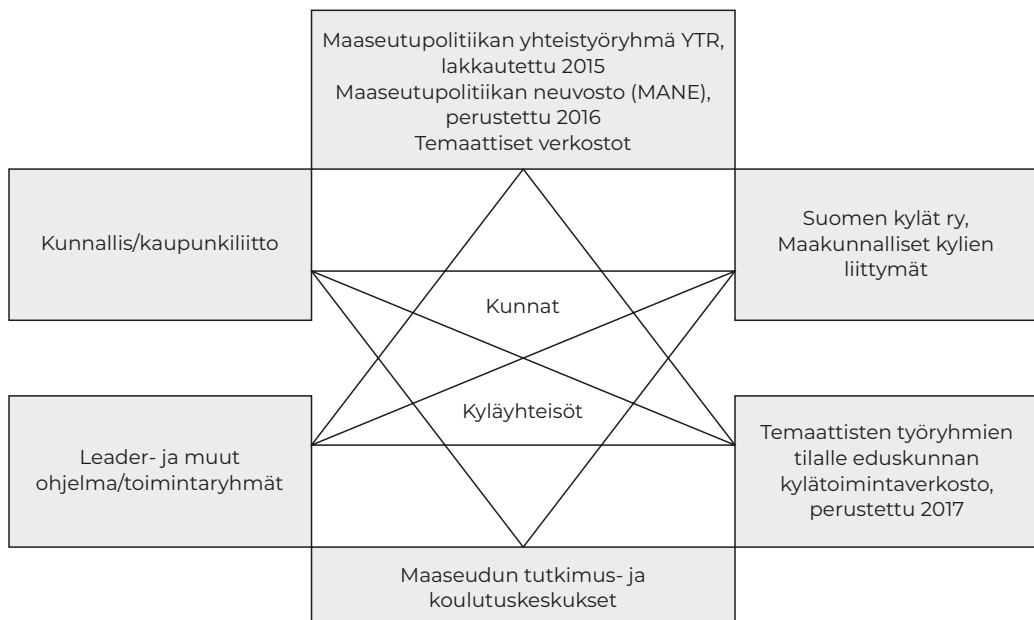 Maaseutupolitiikan yhteistyöryhmä YTR,
lakkautettu 2015
Maaseutupolitiikan neuvosto (MANE),
perustettu 2016
Temaattiset verkostot
Kunnallis/kaupunkiliitto
Suomen kylät ry,
Maakunnalliset kylien
liittymät
Kunnat
Kyläyhteisöt
Leader- ja muut
ohjelma/toimintaryhmät
Temaattisten työryhmien
tilalle eduskunnan
kylätoimintaverkosto,
perustettu 2017
Maaseudun tutkimus- ja
koulutuskeskukset